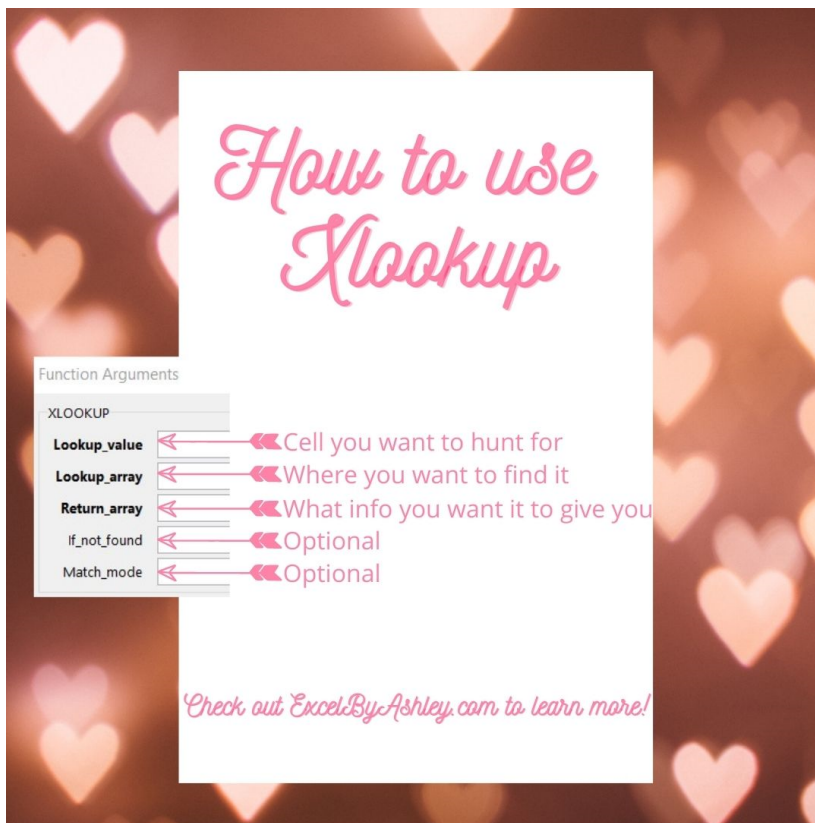 How to use
Xlookup
Function Arguments
XLOOKUP
Lookup_value
Cell you want to hunt for
Lookup_array
Where you want to find it
Return_array
What info you want it to give you
If_not_found
Optional
Match_mode
Optional
Check out ExcelByAshley.com to learn more!